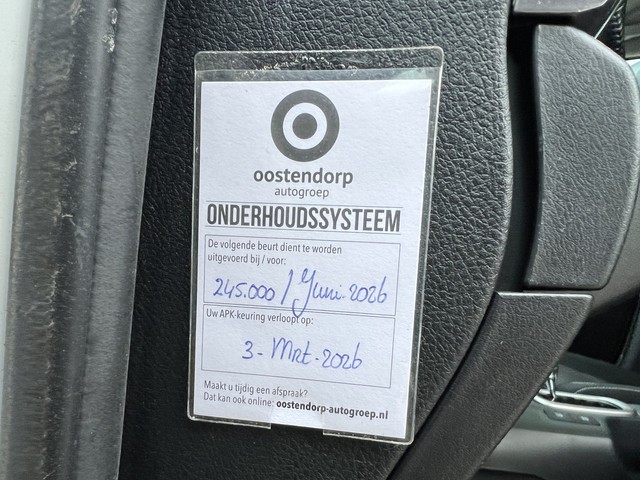 oostendorp
autogroep
ONDERHOUDSSYSTEEM
De volgende beurt dient te worden
uitgevoerd bij / voor:
245.000 / Juni. 2026
Uw APK-keuring verloopt op:
3 - Mrt - 2026
Maakt u tijdig een afspraak?
Dat kan ook online: oostendorp-autogroep.nl